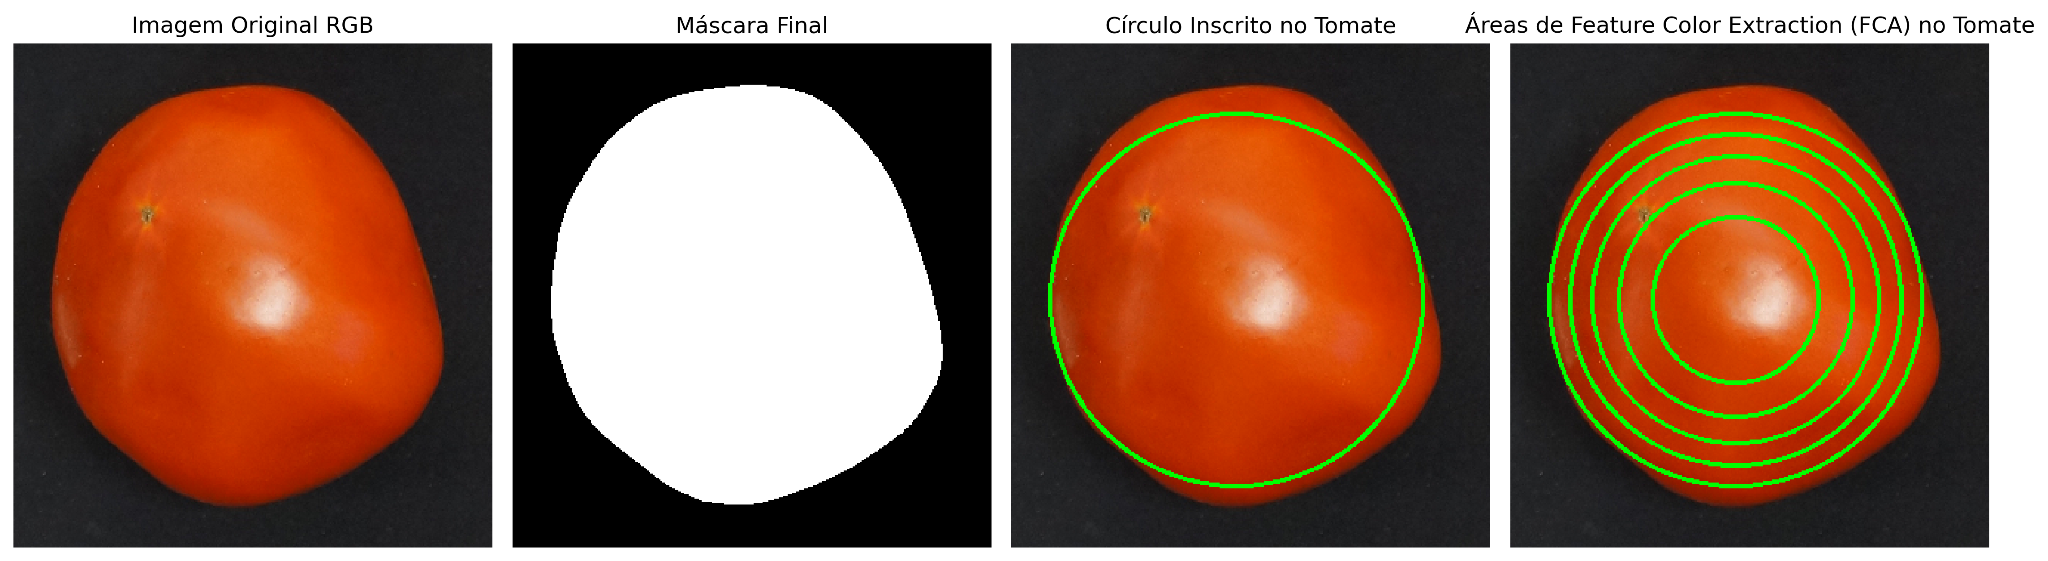 Imagem Original RGB
Máscara Final
Círculo Inscrito no Tomate
Áreas de Feature Color Extraction (FCA) no Tomate